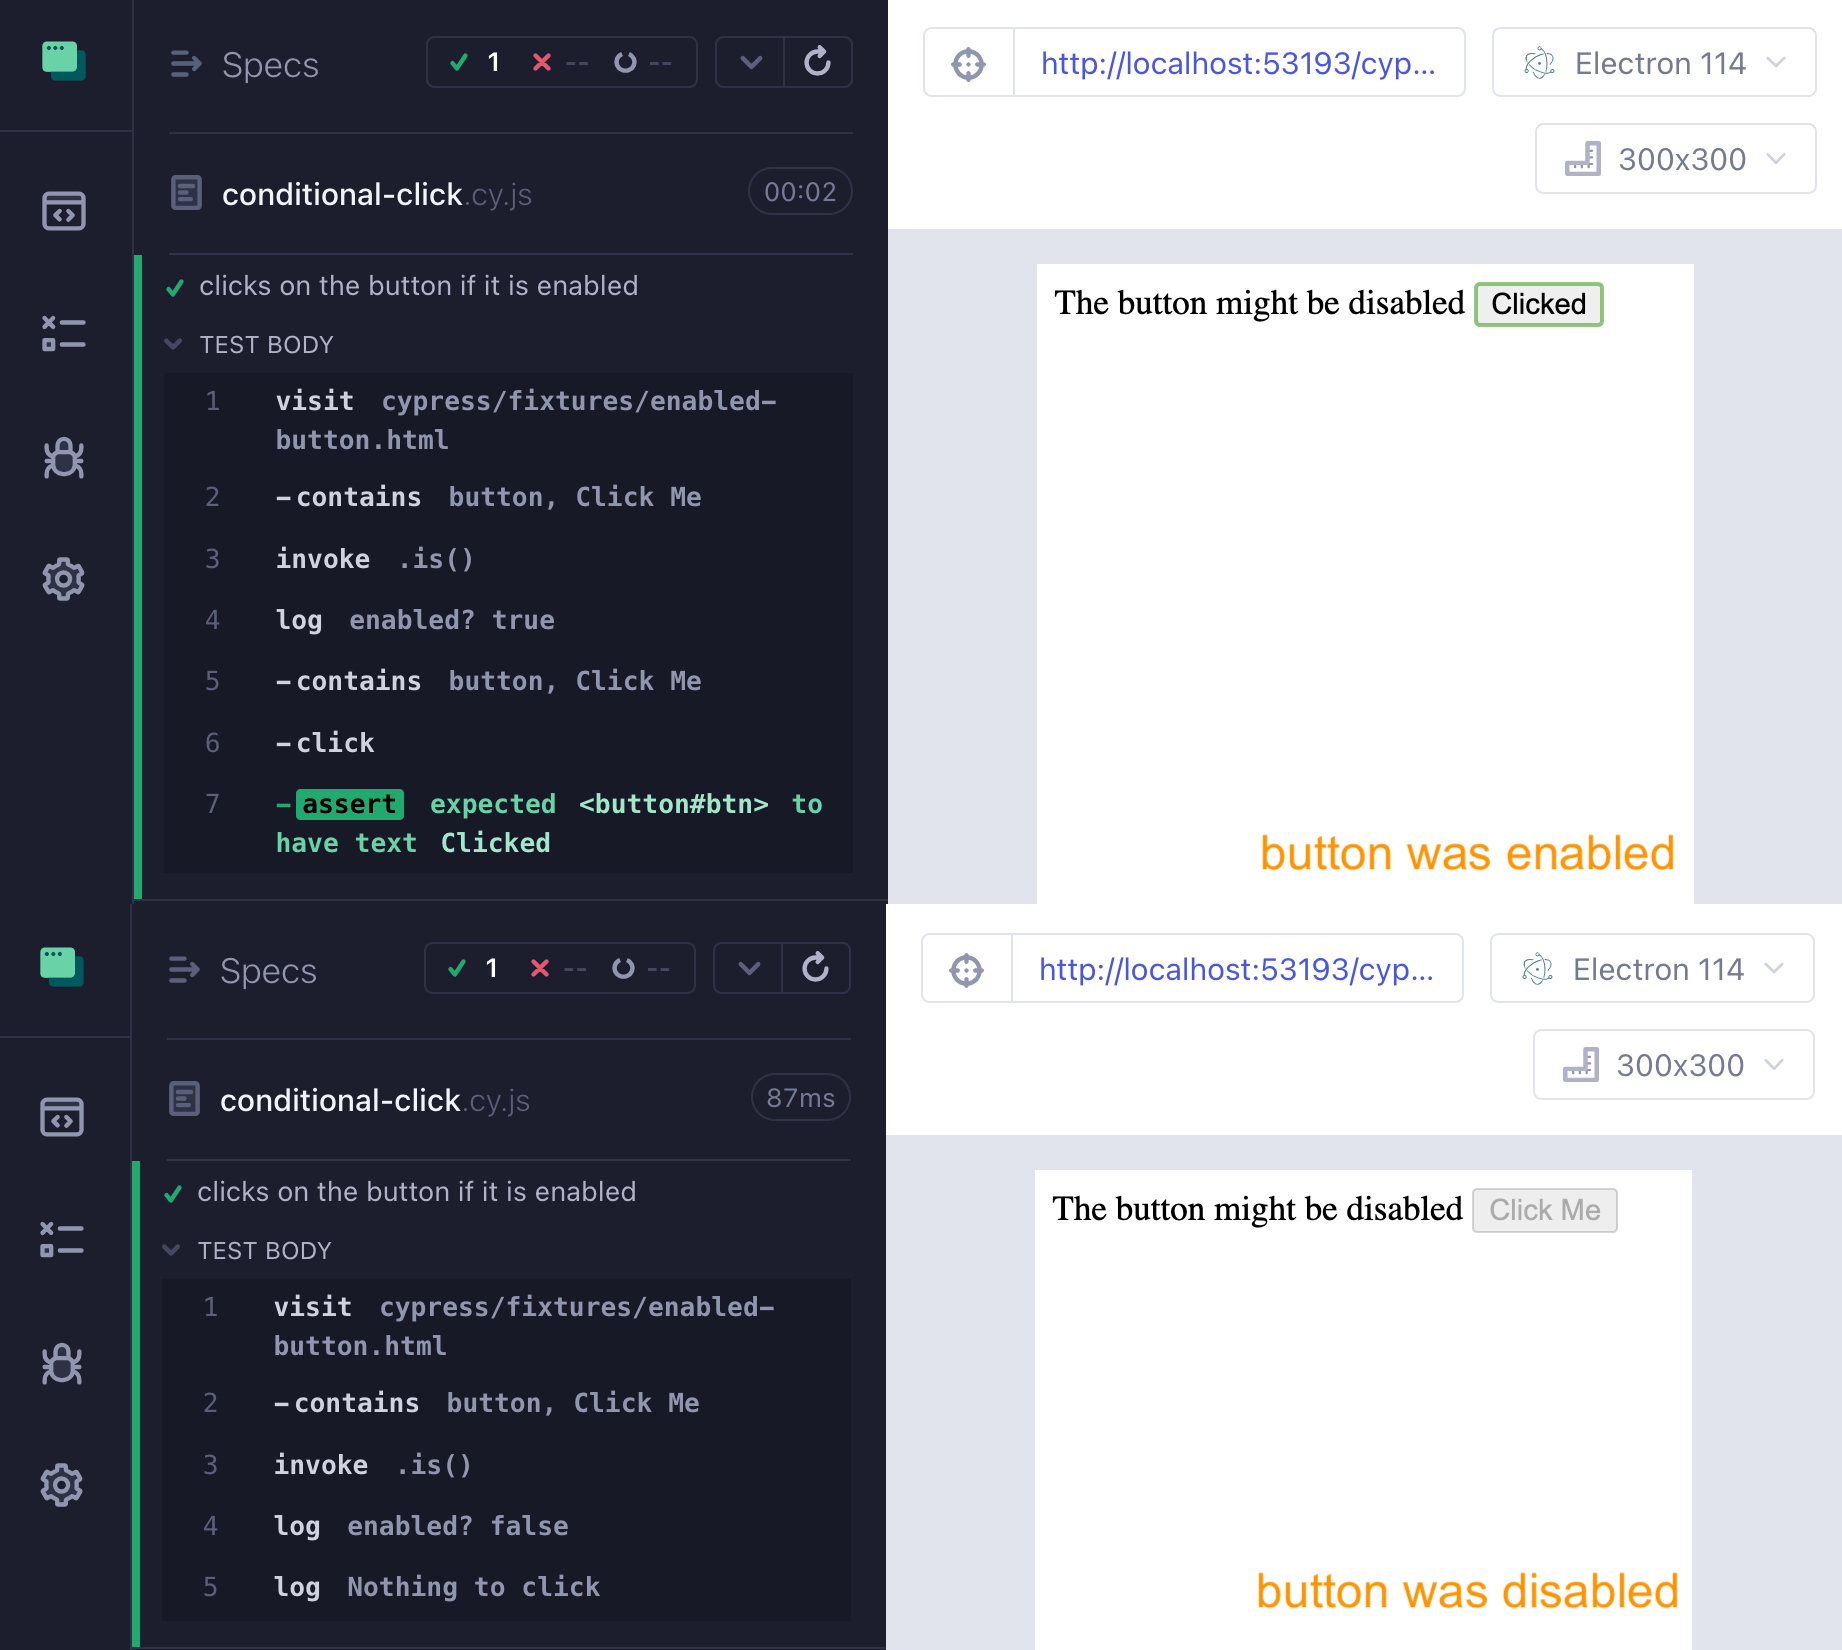 Specs
1 -- --
http://localhost:53193/cyp...
Electron 114
300x300
conditional-click.cy.js
00:02
clicks on the button if it is enabled
TEST BODY
1 visit cypress/fixtures/enabled-
button.html
2 -contains button, Click Me
3 invoke .is()
4 log enabled? true
5 -contains button, Click Me
6 -click
7 -assert expected <button#btn> to
have text Clicked
The button might be disabled Clicked
button was enabled
Specs
1 -- --
http://localhost:53193/cyp...
Electron 114
300x300
conditional-click.cy.js
87ms
clicks on the button if it is enabled
TEST BODY
1 visit cypress/fixtures/enabled-
button.html
2 -contains button, Click Me
3 invoke .is()
4 log enabled? false
5 log Nothing to click
The button might be disabled Click Me
button was disabled